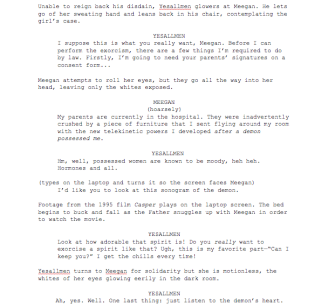 Unable to reign back his disdain, Yesallmen glowers at Meegan. He lets
go of her sweating hand and leans back in his chair, contemplating the
girl's case.
YESALLMEN
I suppose this is what you really want, Meegan. Before I can
perform the exorcism, there are a few things I'm required to do
by law. Firstly, I'm going to need your parents' signatures on a
consent form...
Meegan attempts to roll her eyes, but they go all the way into her
head, leaving only the whites exposed.
MEEGAN
(hoarsely)
My parents are currently in the hospital. They were inadvertently
crushed by a piece of furniture that I sent flying around my room
with the new telekinetic powers I developed after a demon
possessed me.
YESALLMEN
Hm, well, possessed women are known to be moody, heh heh.
Hormones and all.
(types on the laptop and turns it so the screen faces Meegan)
I'd like you to look at this sonogram of the demon.
Footage from the 1995 film Casper plays on the laptop screen. The bed
begins to buck and fall as the Father snuggles up with Meegan in order
to watch the movie.
YESALLMEN
Look at how adorable that spirit is! Do you really want to
exorcise a spirit like that? Ugh, this is my favorite part—"Can I
keep you?" I get the chills every time!
Yesallmen turns to Meegan for solidarity but she is motionless, the
whites of her eyes glowing eerily in the dark room.
YESALLMEN
Ah, yes. Well. One last thing: just listen to the demon's heart.